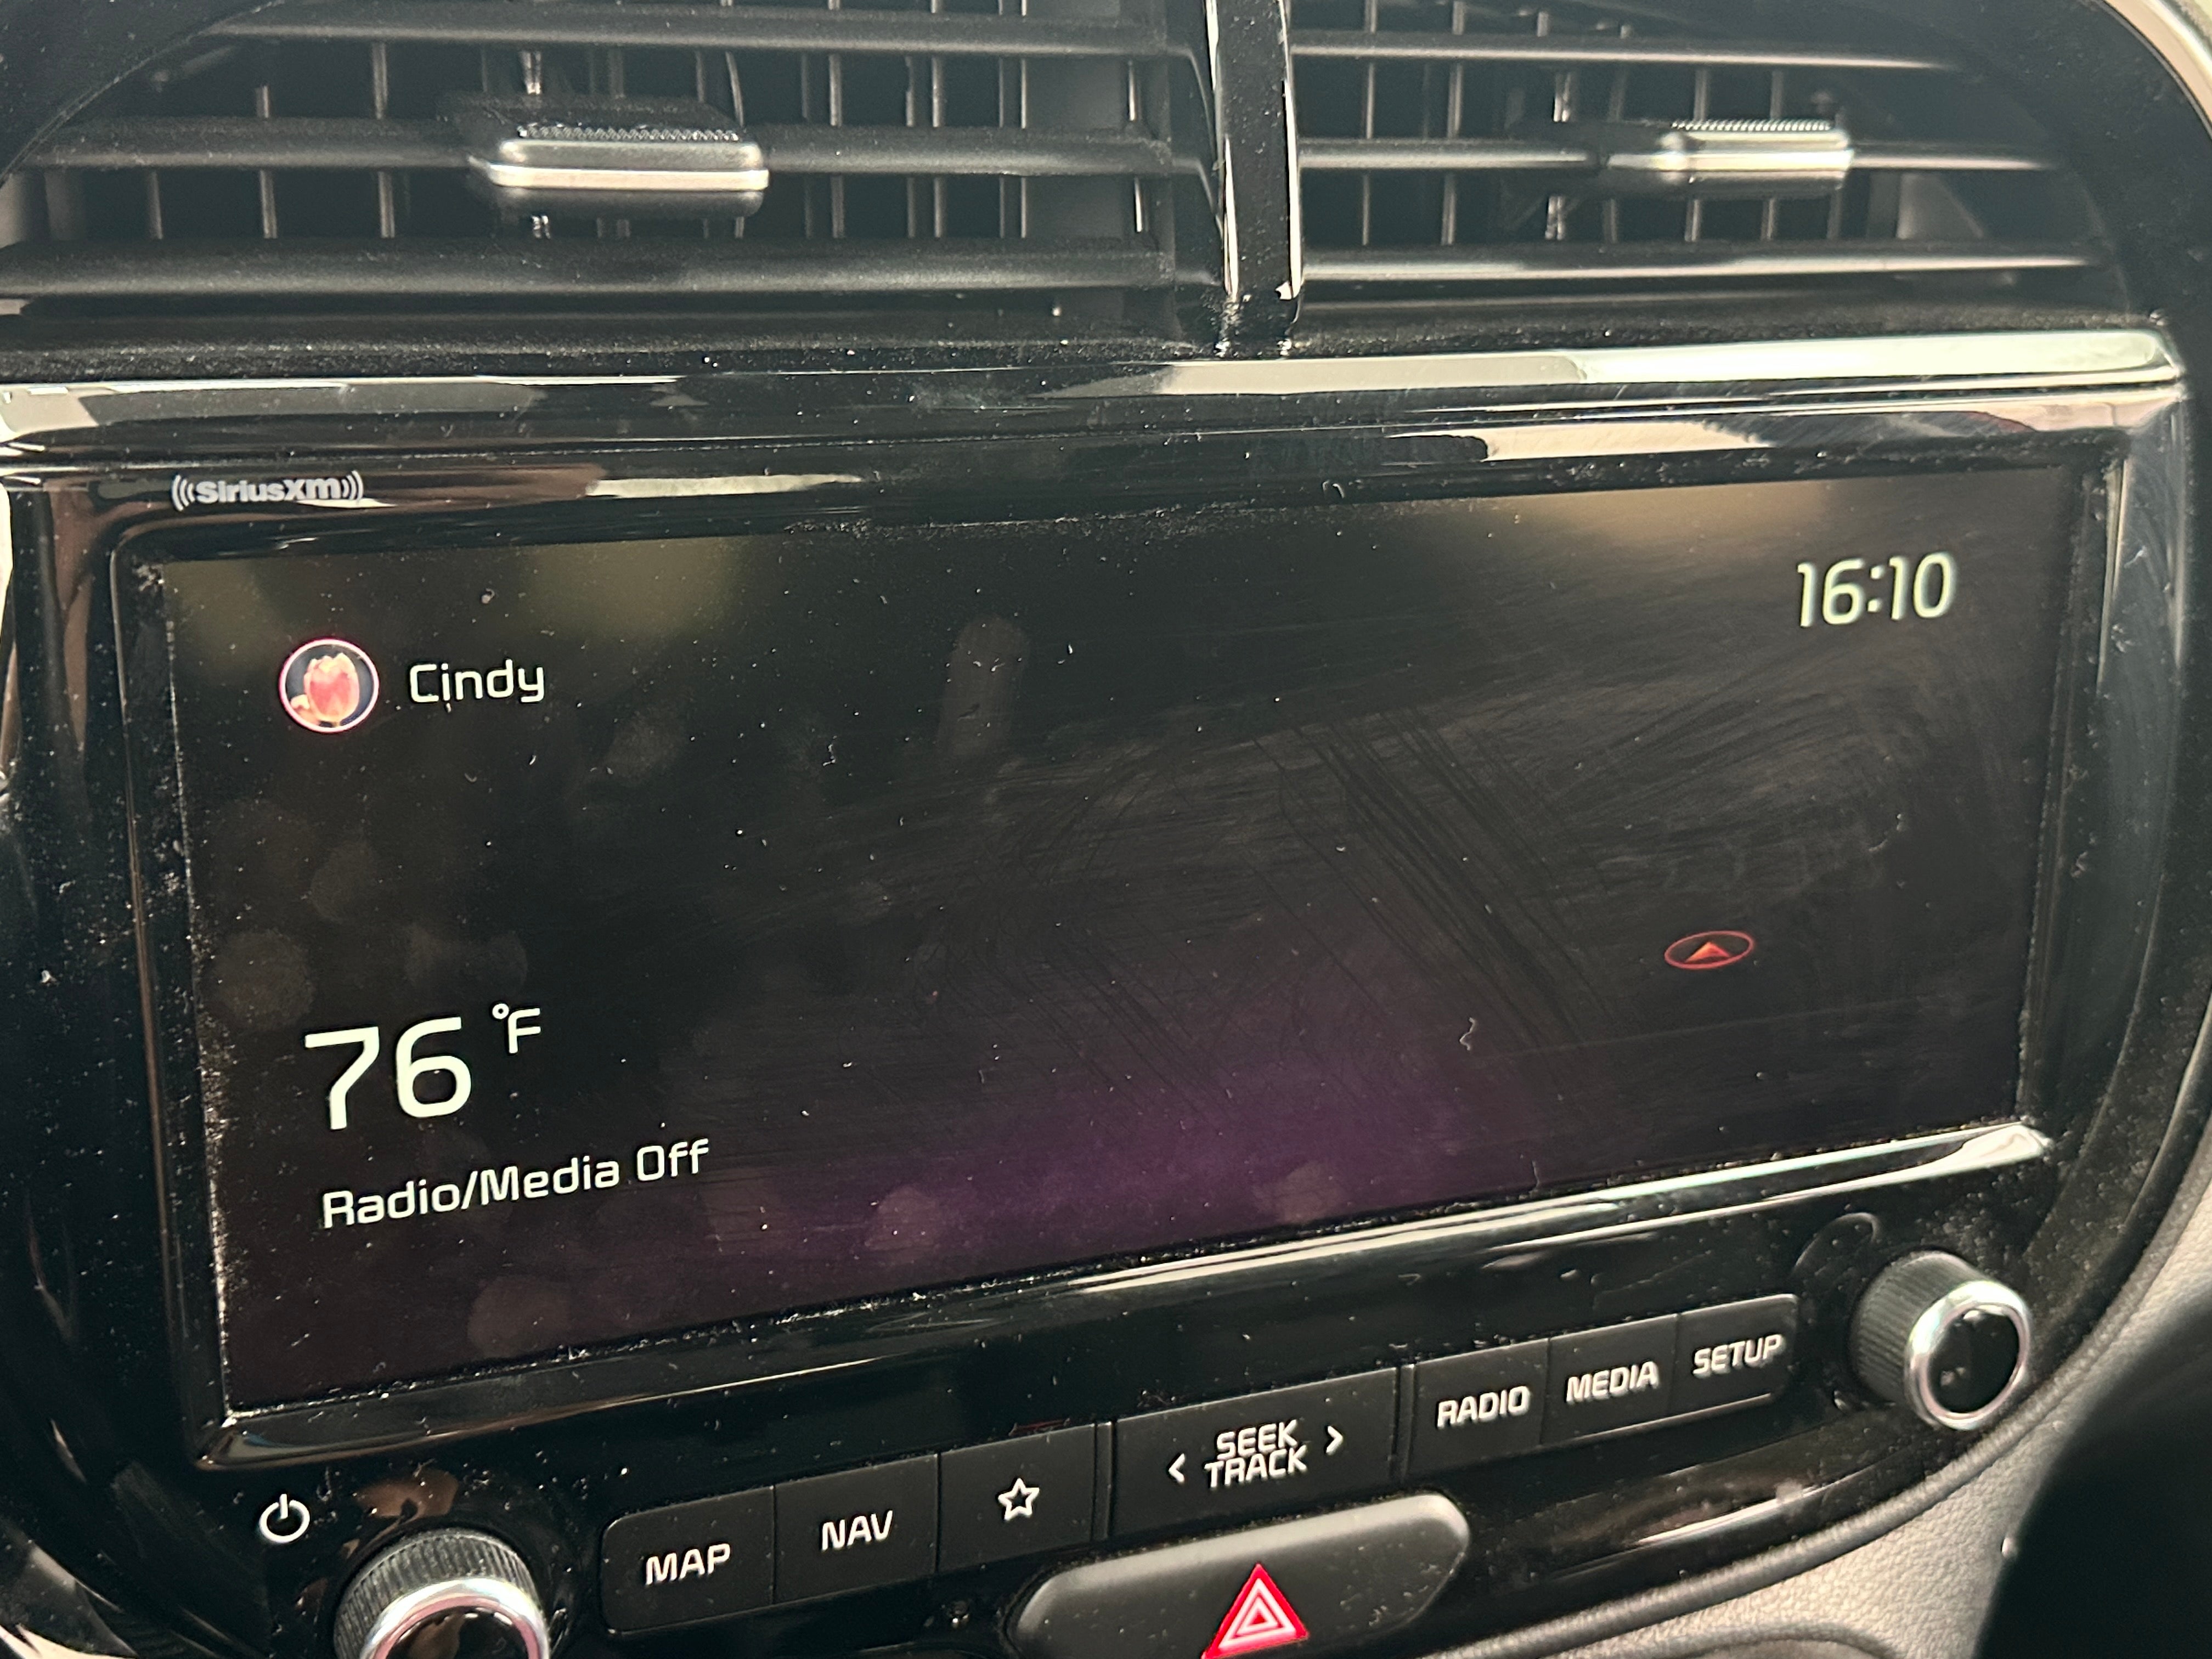 SiriusXM
16:10
Cindy
76 °F
Radio/Media Off
MAP
NAV
< SEEK >
TRACK
RADIO
MEDIA
SETUP